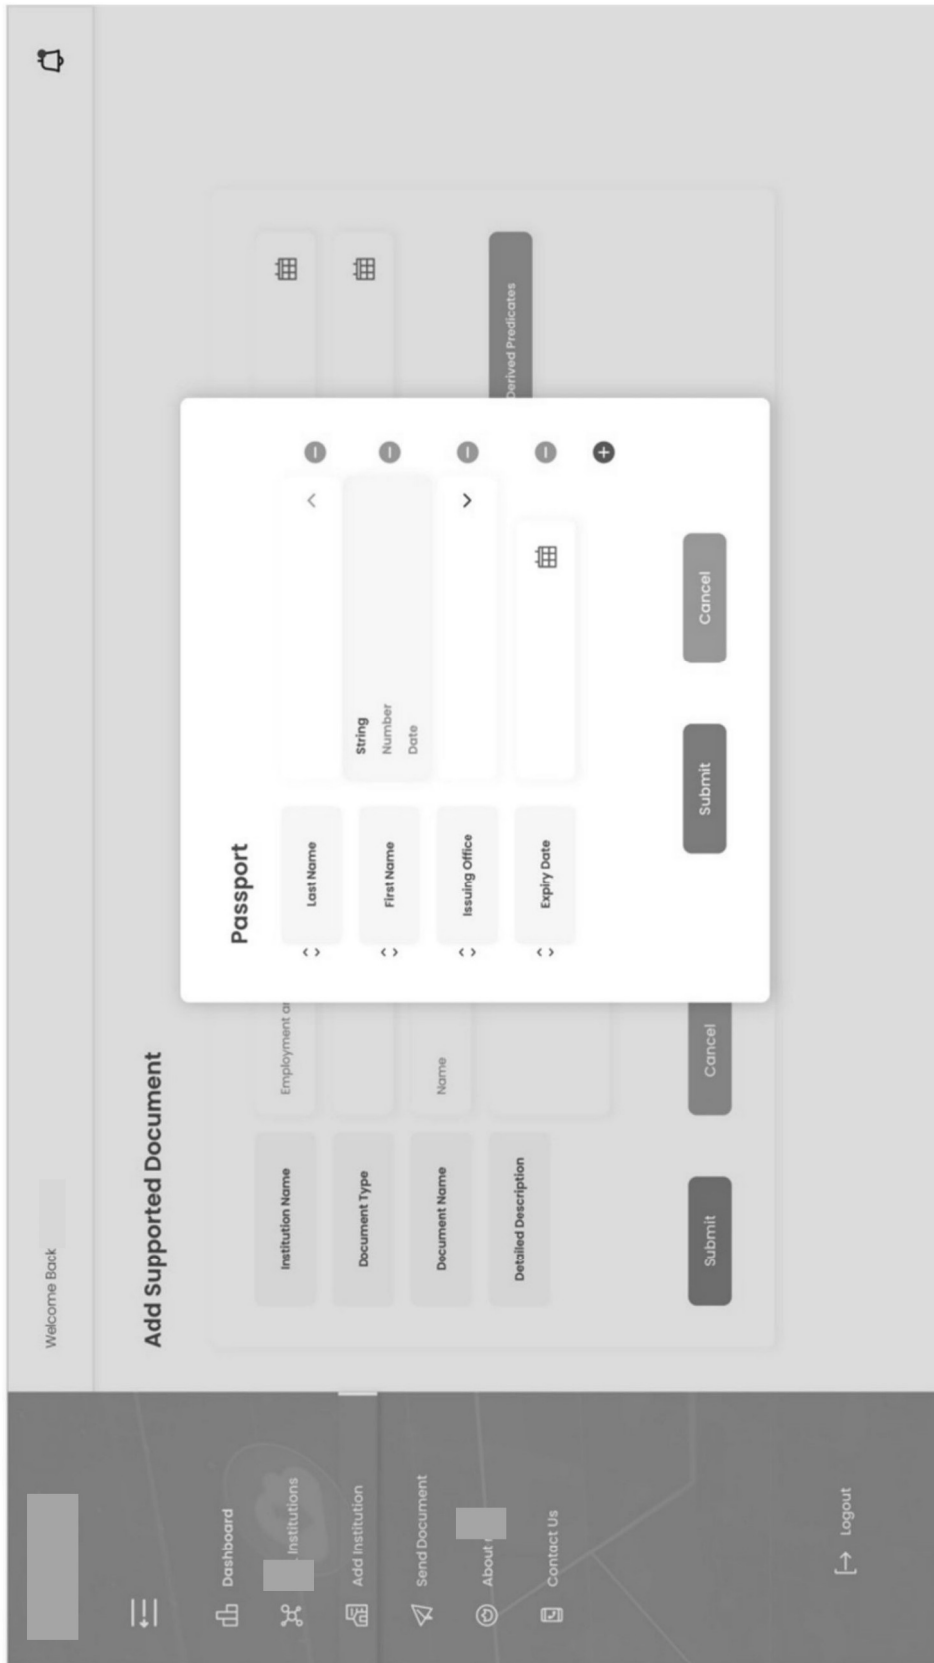 Welcome Back
Dashboard
Institutions
Add Institution
Send Document
About
Contact Us
Logout
Add Supported Document
Institution Name
Employment
Document Type
Document Name
Name
Detailed Description
Derived Predicates
Submit
Cancel
Passport
Last Name
String
Number
Date
First Name
Issuing Office
Expiry Date
Submit
Cancel